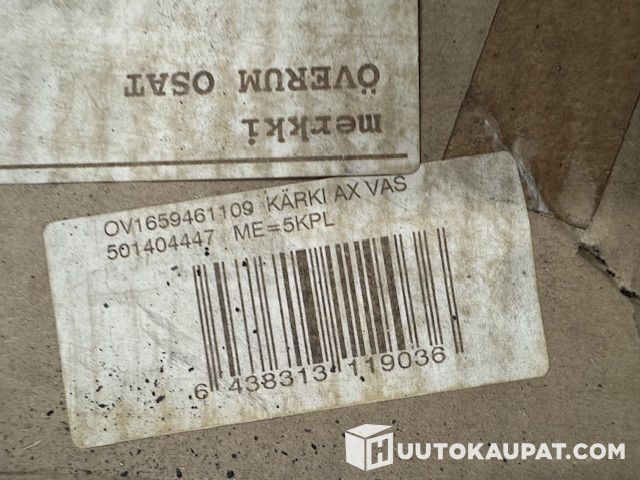 merkki
ÖVERUM OSAT
OV1659461109 KÄRKI AX VAS
501404447 ME=5KPL
6 438313 119036
HUUTOKAUPAT.COM